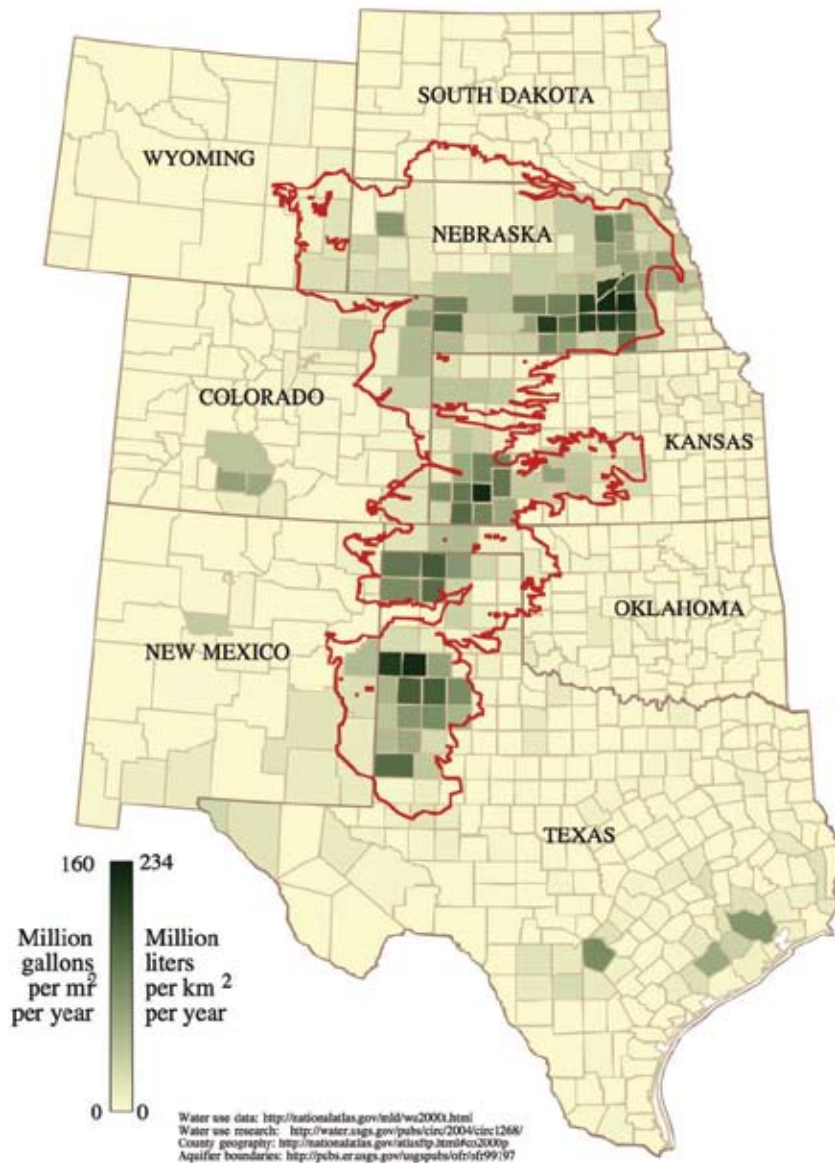 SOUTH DAKOTA
WYOMING
NEBRASKA
COLORADO
KANSAS
OKLAHOMA
NEW MEXICO
TEXAS
160 234
Million
gallons
per mi²
per year
Million
liters
per km ²
per year
0 0
Water use data: http://nationalatlas.gov/mld/wu2000t.html
Water use research: http://water.usgs.gov/pubs/circ/2004/circ1268/
County geography: http://nationalatlas.gov/atlasftp.html#co2000p
Aquifier boundaries: http://pubs.er.usgs.gov/usgspubs/ofr/ofr99197